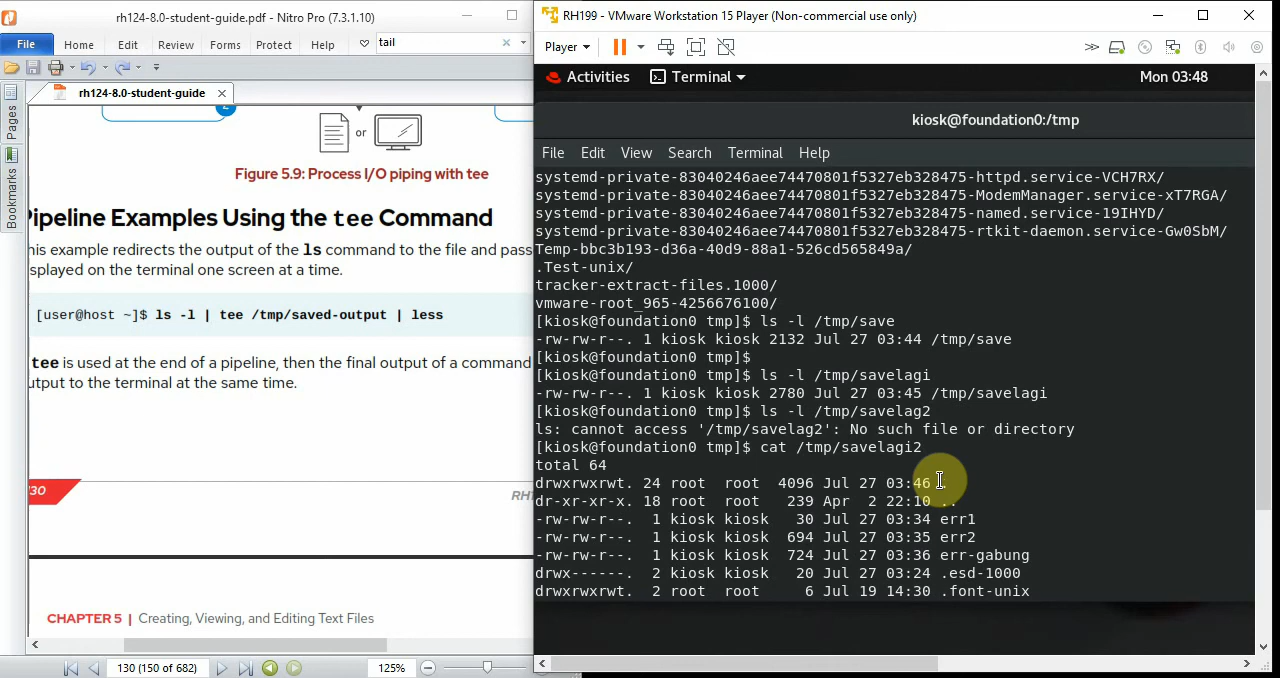 rh124-8.0-student-guide.pdf - Nitro Pro (7.3.1.10)
File Home Edit Review Forms Protect Help tail
Pages
Bookmarks
rh124-8.0-student-guide
or
Figure 5.9: Process I/O piping with tee
Pipeline Examples Using the tee Command
his example redirects the output of the ls command to the file and pass
splayed on the terminal one screen at a time.
[user@host ~]$ ls -l | tee /tmp/saved-output | less
tee is used at the end of a pipeline, then the final output of a command
utput to the terminal at the same time.
30
RH
CHAPTER 5 | Creating, Viewing, and Editing Text Files
130 (150 of 682)
125%
RH199 - VMware Workstation 15 Player (Non-commercial use only)
Player
Activities Terminal Mon 03:48
kiosk@foundation0:/tmp
File Edit View Search Terminal Help
systemd-private-83040246aee74470801f5327eb328475-httpd.service-VCH7RX/
systemd-private-83040246aee74470801f5327eb328475-ModemManager.service-xT7RGA/
systemd-private-83040246aee74470801f5327eb328475-named.service-19IHYD/
systemd-private-83040246aee74470801f5327eb328475-rtkit-daemon.service-Gw0SbM/
Temp-bbc3b193-d36a-40d9-88a1-526cd565849a/
.Test-unix/
tracker-extract-files.1000/
vmware-root_965-4256676100/
[kiosk@foundation0 tmp]$ ls -l /tmp/save
-rw-rw-r--. 1 kiosk kiosk 2132 Jul 27 03:44 /tmp/save
[kiosk@foundation0 tmp]$
[kiosk@foundation0 tmp]$ ls -l /tmp/savelagi
-rw-rw-r--. 1 kiosk kiosk 2780 Jul 27 03:45 /tmp/savelagi
[kiosk@foundation0 tmp]$ ls -l /tmp/savelag2
ls: cannot access '/tmp/savelag2': No such file or directory
[kiosk@foundation0 tmp]$ cat /tmp/savelagi2
total 64
drwxrwxrwt. 24 root root 4096 Jul 27 03:46 .
dr-xr-xr-x. 18 root root 239 Apr 2 22:10 ..
-rw-rw-r--. 1 kiosk kiosk 30 Jul 27 03:34 err1
-rw-rw-r--. 1 kiosk kiosk 694 Jul 27 03:35 err2
-rw-rw-r--. 1 kiosk kiosk 724 Jul 27 03:36 err-gabung
drwx------. 2 kiosk kiosk 20 Jul 27 03:24 .esd-1000
drwxrwxrwt. 2 root root 6 Jul 19 14:30 .font-unix